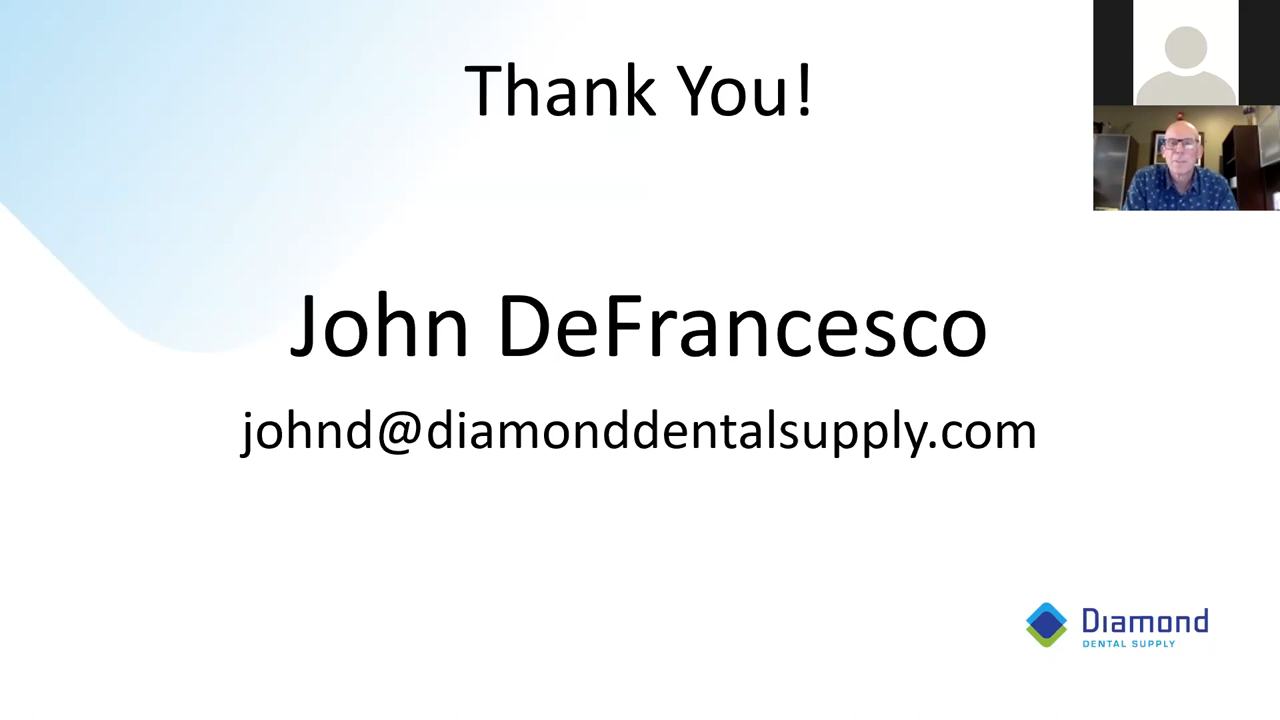 Thank You!
John DeFrancesco
johnd@diamonddentalsupply.com
Diamond
DENTAL SUPPLY